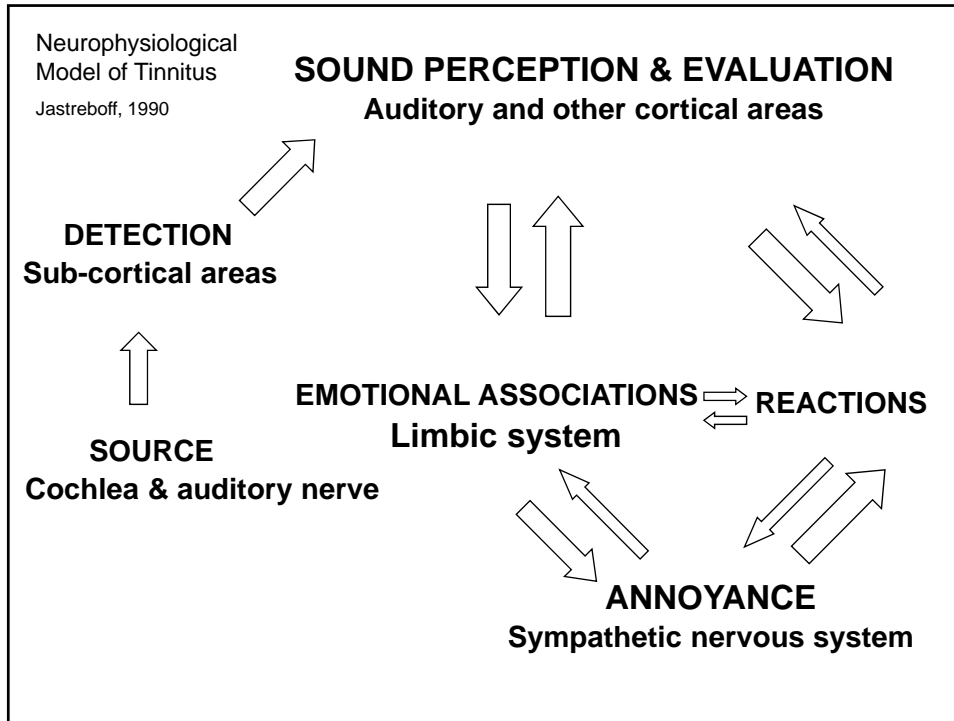 Neurophysiological
Model of Tinnitus
Jastreboff, 1990
SOUND PERCEPTION & EVALUATION
Auditory and other cortical areas
DETECTION
Sub-cortical areas
EMOTIONAL ASSOCIATIONS
Limbic system
REACTIONS
SOURCE
Cochlea & auditory nerve
ANNOYANCE
Sympathetic nervous system